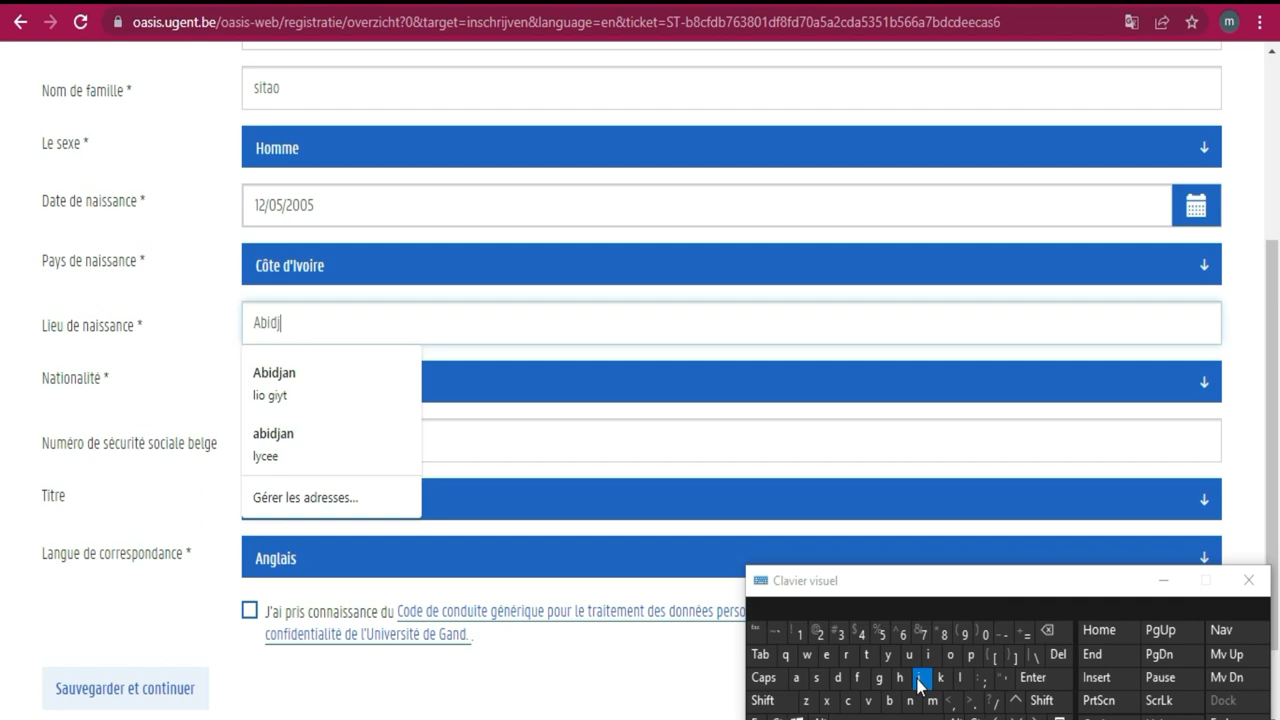 oasis.ugent.be/oasis-web/registratie/overzicht?0&target=inschrijven&language=en&ticket=ST-b8cfdb763801df8fd70a5a2cda5351b566a7bdcdeecas6
m
Nom de famille *
sitao
Le sexe *
Homme
Date de naissance *
12/05/2005
Pays de naissance *
Côte d'Ivoire
Lieu de naissance *
Abidj
Abidjan
lio giyt
abidjan
lycee
Gérer les adresses...
Nationalité *
Numéro de sécurité sociale belge
Titre
Langue de correspondance *
Anglais
J'ai pris connaissance du Code de conduite générique pour le traitement des données perso
confidentialité de l'Université de Gand. .
Sauvegarder et continuer
Clavier visuel
! 1 @ 2 # 3 $ 4 % 5 ^ 6 & 7 * 8 ( 9 ) 0 _ - + = Home PgUp Nav
Tab q w e r t y u i o p { [ } ] | \ Del End PgDn Mv Up
Caps a s d f g h j k l : ; " ' Enter Insert Pause Mv Dn
Shift z x c v b n m < , > . ? / Shift PrtScn ScrLk Dock